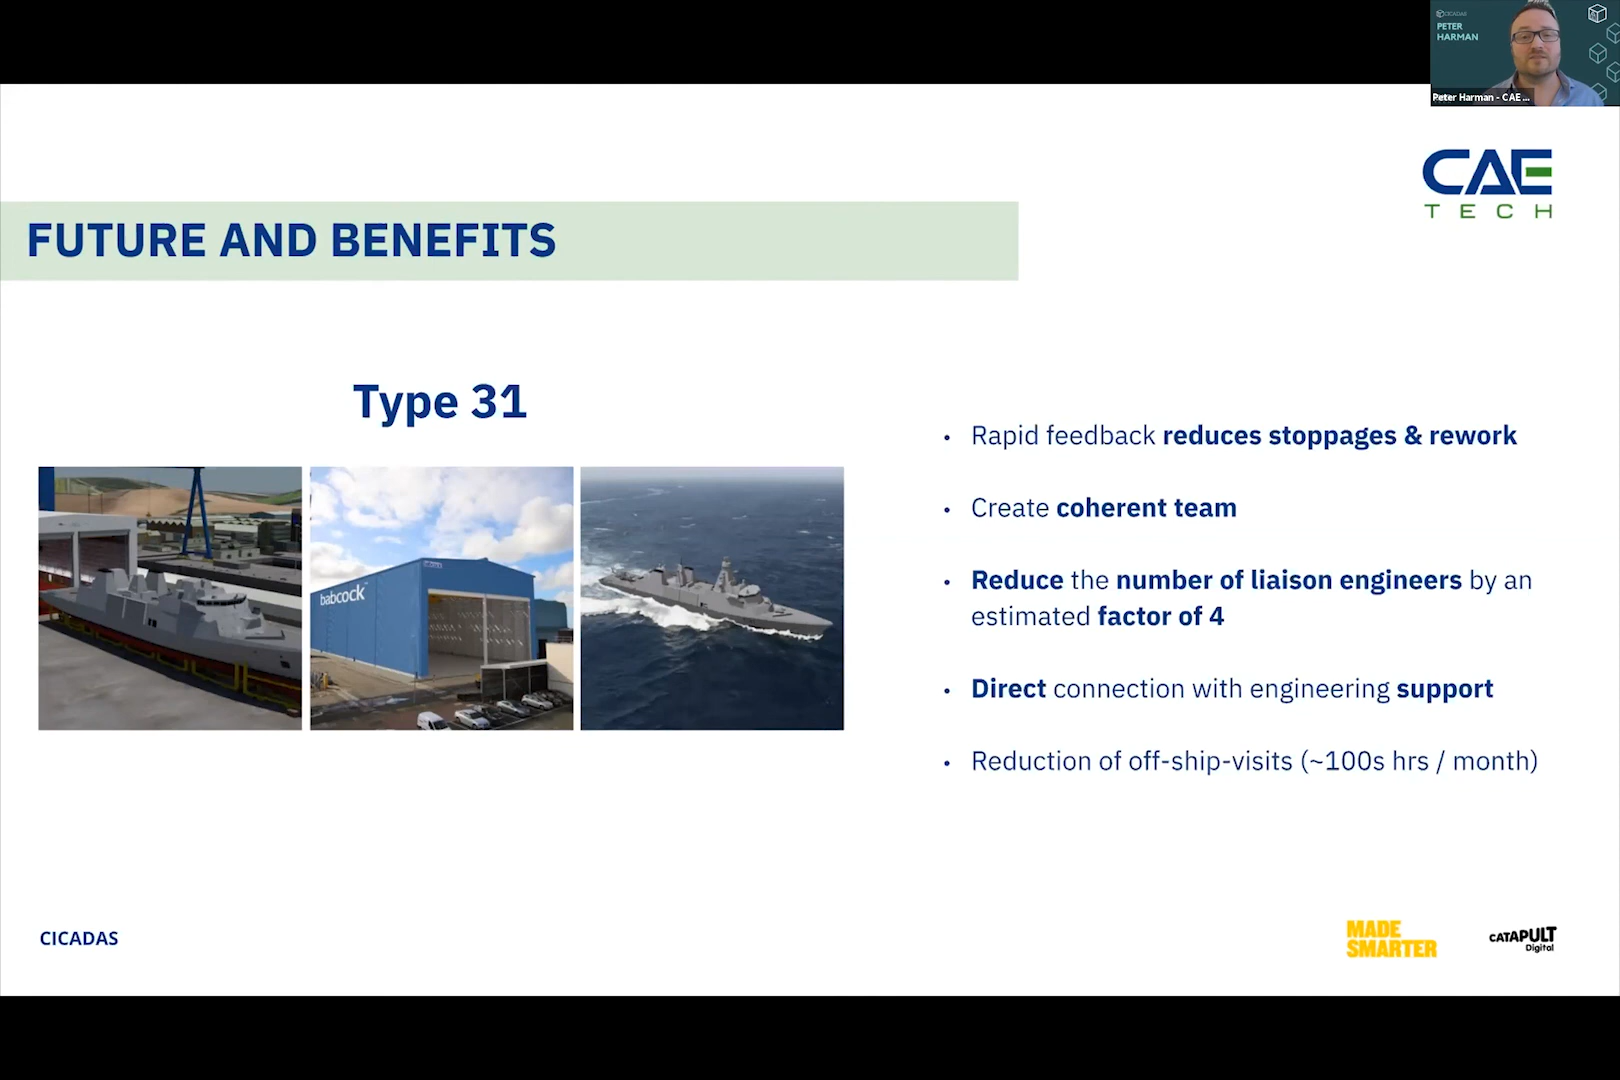 CICADAS
PETER
HARMAN
Peter Harman - CAE ...
CAE
TECH
FUTURE AND BENEFITS
Type 31
babcock
• Rapid feedback reduces stoppages & rework
• Create coherent team
• Reduce the number of liaison engineers by an
estimated factor of 4
• Direct connection with engineering support
• Reduction of off-ship-visits (~100s hrs / month)
CICADAS
MADE
SMARTER
CATAPULT
Digital